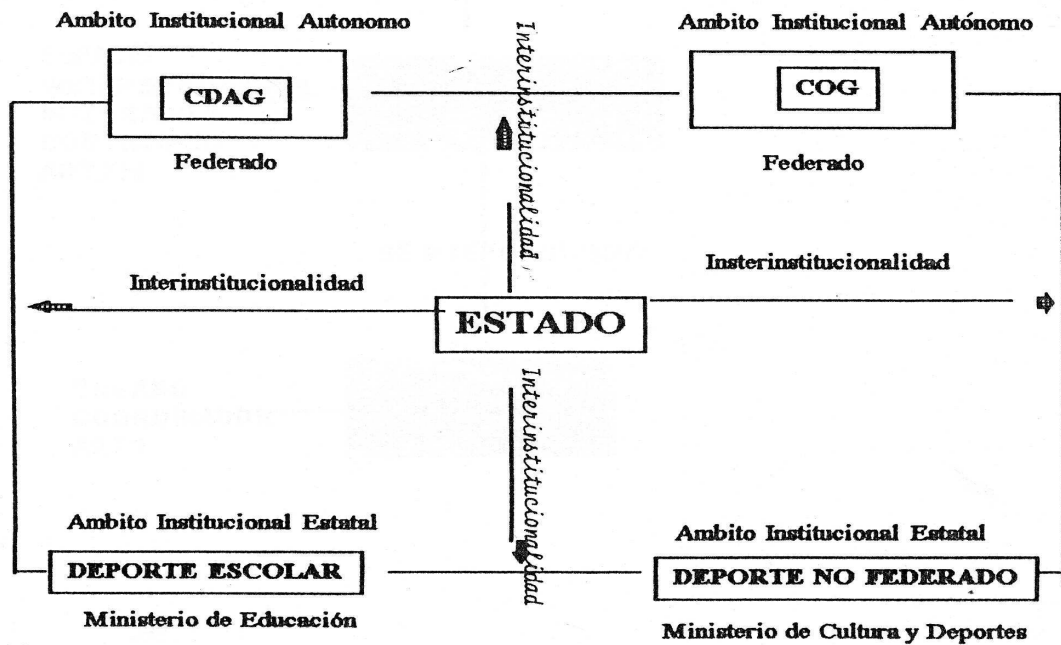 Ambito Institucional Autonomo
Ambito Institucional Autónomo
CDAG
COG
Federado
Federado
Interinstitucionalidad
Interinstitucionalidad
Insterinstitucionalidad
ESTADO
Interinstitucionalidad
Ambito Institucional Estatal
Ambito Institucional Estatal
DEPORTE ESCOLAR
DEPORTE NO FEDERADO
Ministerio de Educación
Ministerio de Cultura y Deportes